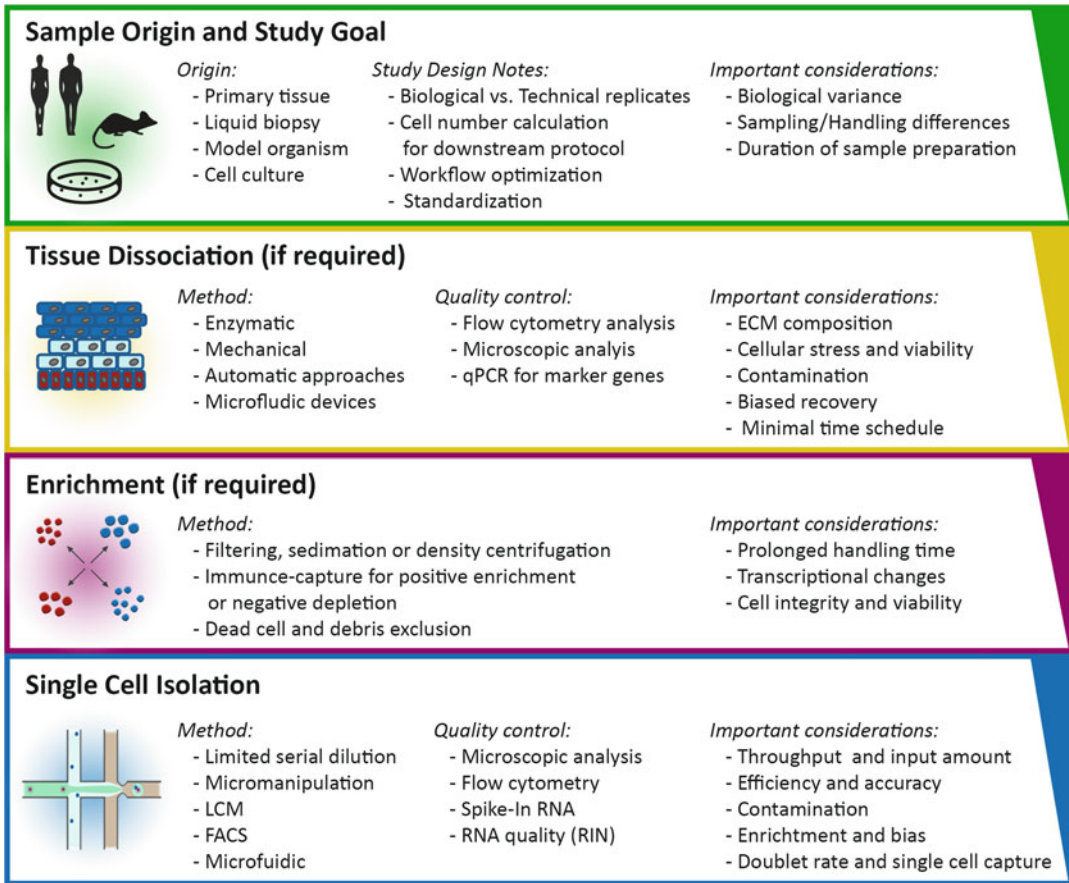 Sample Origin and Study Goal
Origin:
- Primary tissue
- Liquid biopsy
- Model organism
- Cell culture
Study Design Notes:
- Biological vs. Technical replicates
- Cell number calculation
for downstream protocol
- Workflow optimization
- Standardization
Important considerations:
- Biological variance
- Sampling/Handling differences
- Duration of sample preparation
Tissue Dissociation (if required)
Method:
- Enzymatic
- Mechanical
- Automatic approaches
- Microfludic devices
Quality control:
- Flow cytometry analysis
- Microscopic analyis
- qPCR for marker genes
Important considerations:
- ECM composition
- Cellular stress and viability
- Contamination
- Biased recovery
- Minimal time schedule
Enrichment (if required)
Method:
- Filtering, sedimation or density centrifugation
- Immunce-capture for positive enrichment
or negative depletion
- Dead cell and debris exclusion
Important considerations:
- Prolonged handling time
- Transcriptional changes
- Cell integrity and viability
Single Cell Isolation
Method:
- Limited serial dilution
- Micromanipulation
- LCM
- FACS
- Microfuidic
Quality control:
- Microscopic analysis
- Flow cytometry
- Spike-In RNA
- RNA quality (RIN)
Important considerations:
- Throughput and input amount
- Efficiency and accuracy
- Contamination
- Enrichtment and bias
- Doublet rate and single cell capture